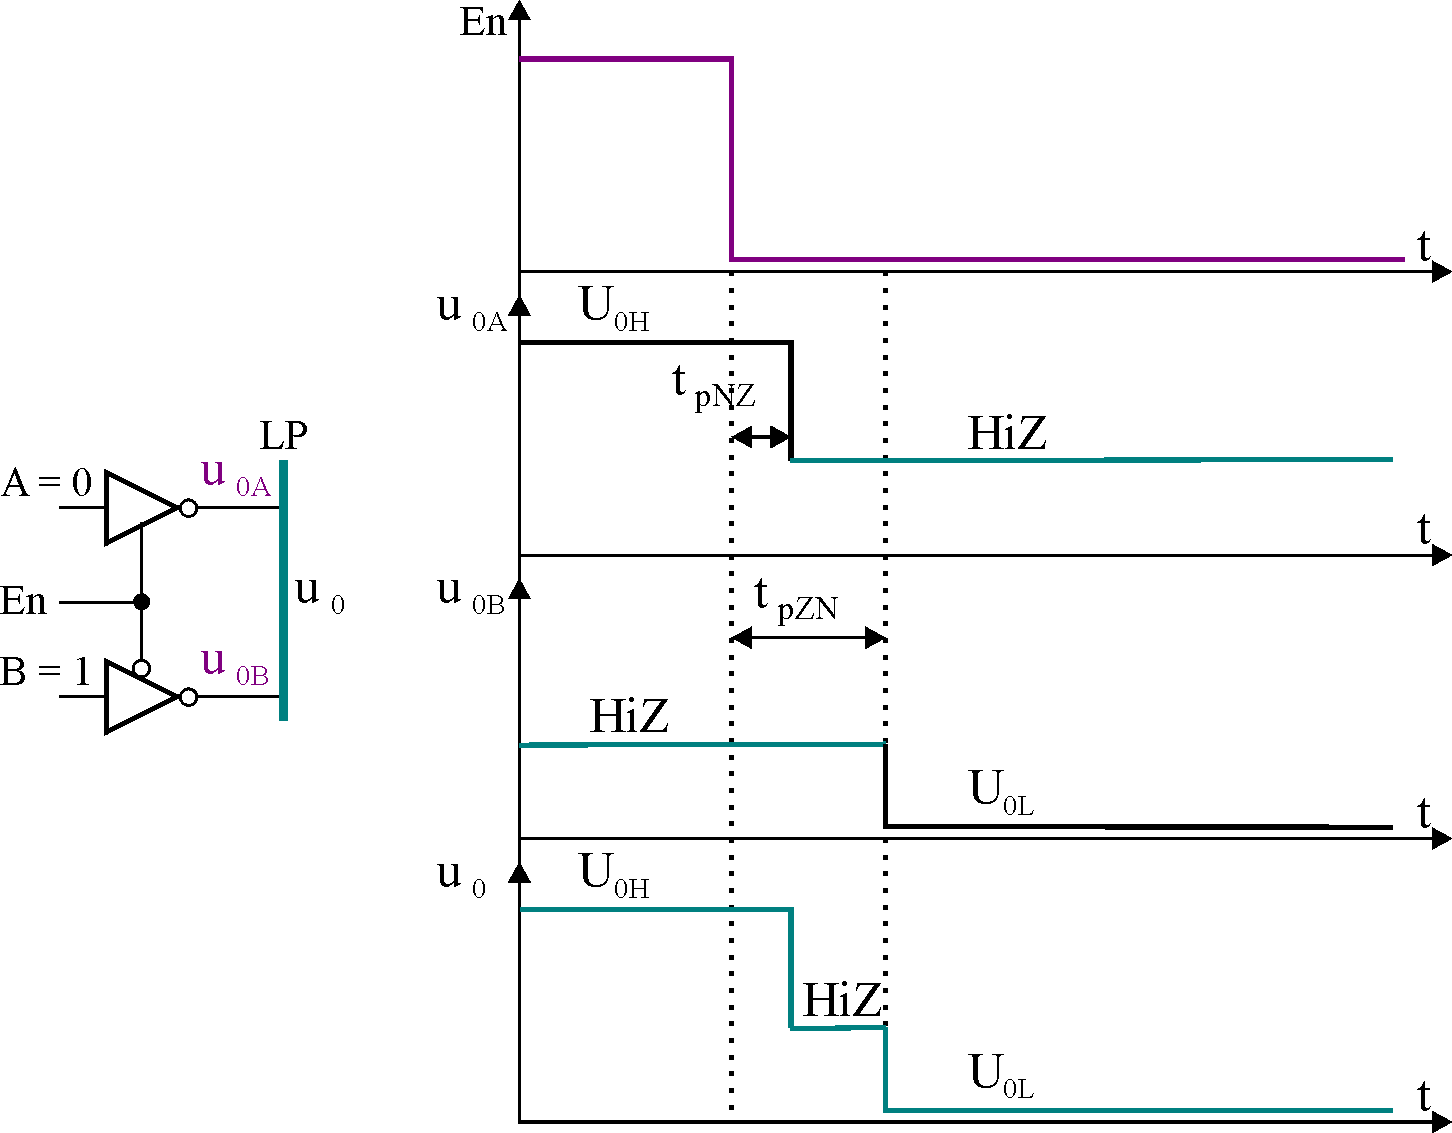 LP
A = 0
u 0A
En
u 0
B = 1
u 0B
En
t
u 0A
U0H
t pNZ
HiZ
t
u 0B
t pZN
HiZ
U0L
t
u 0
U0H
HiZ
U0L
t